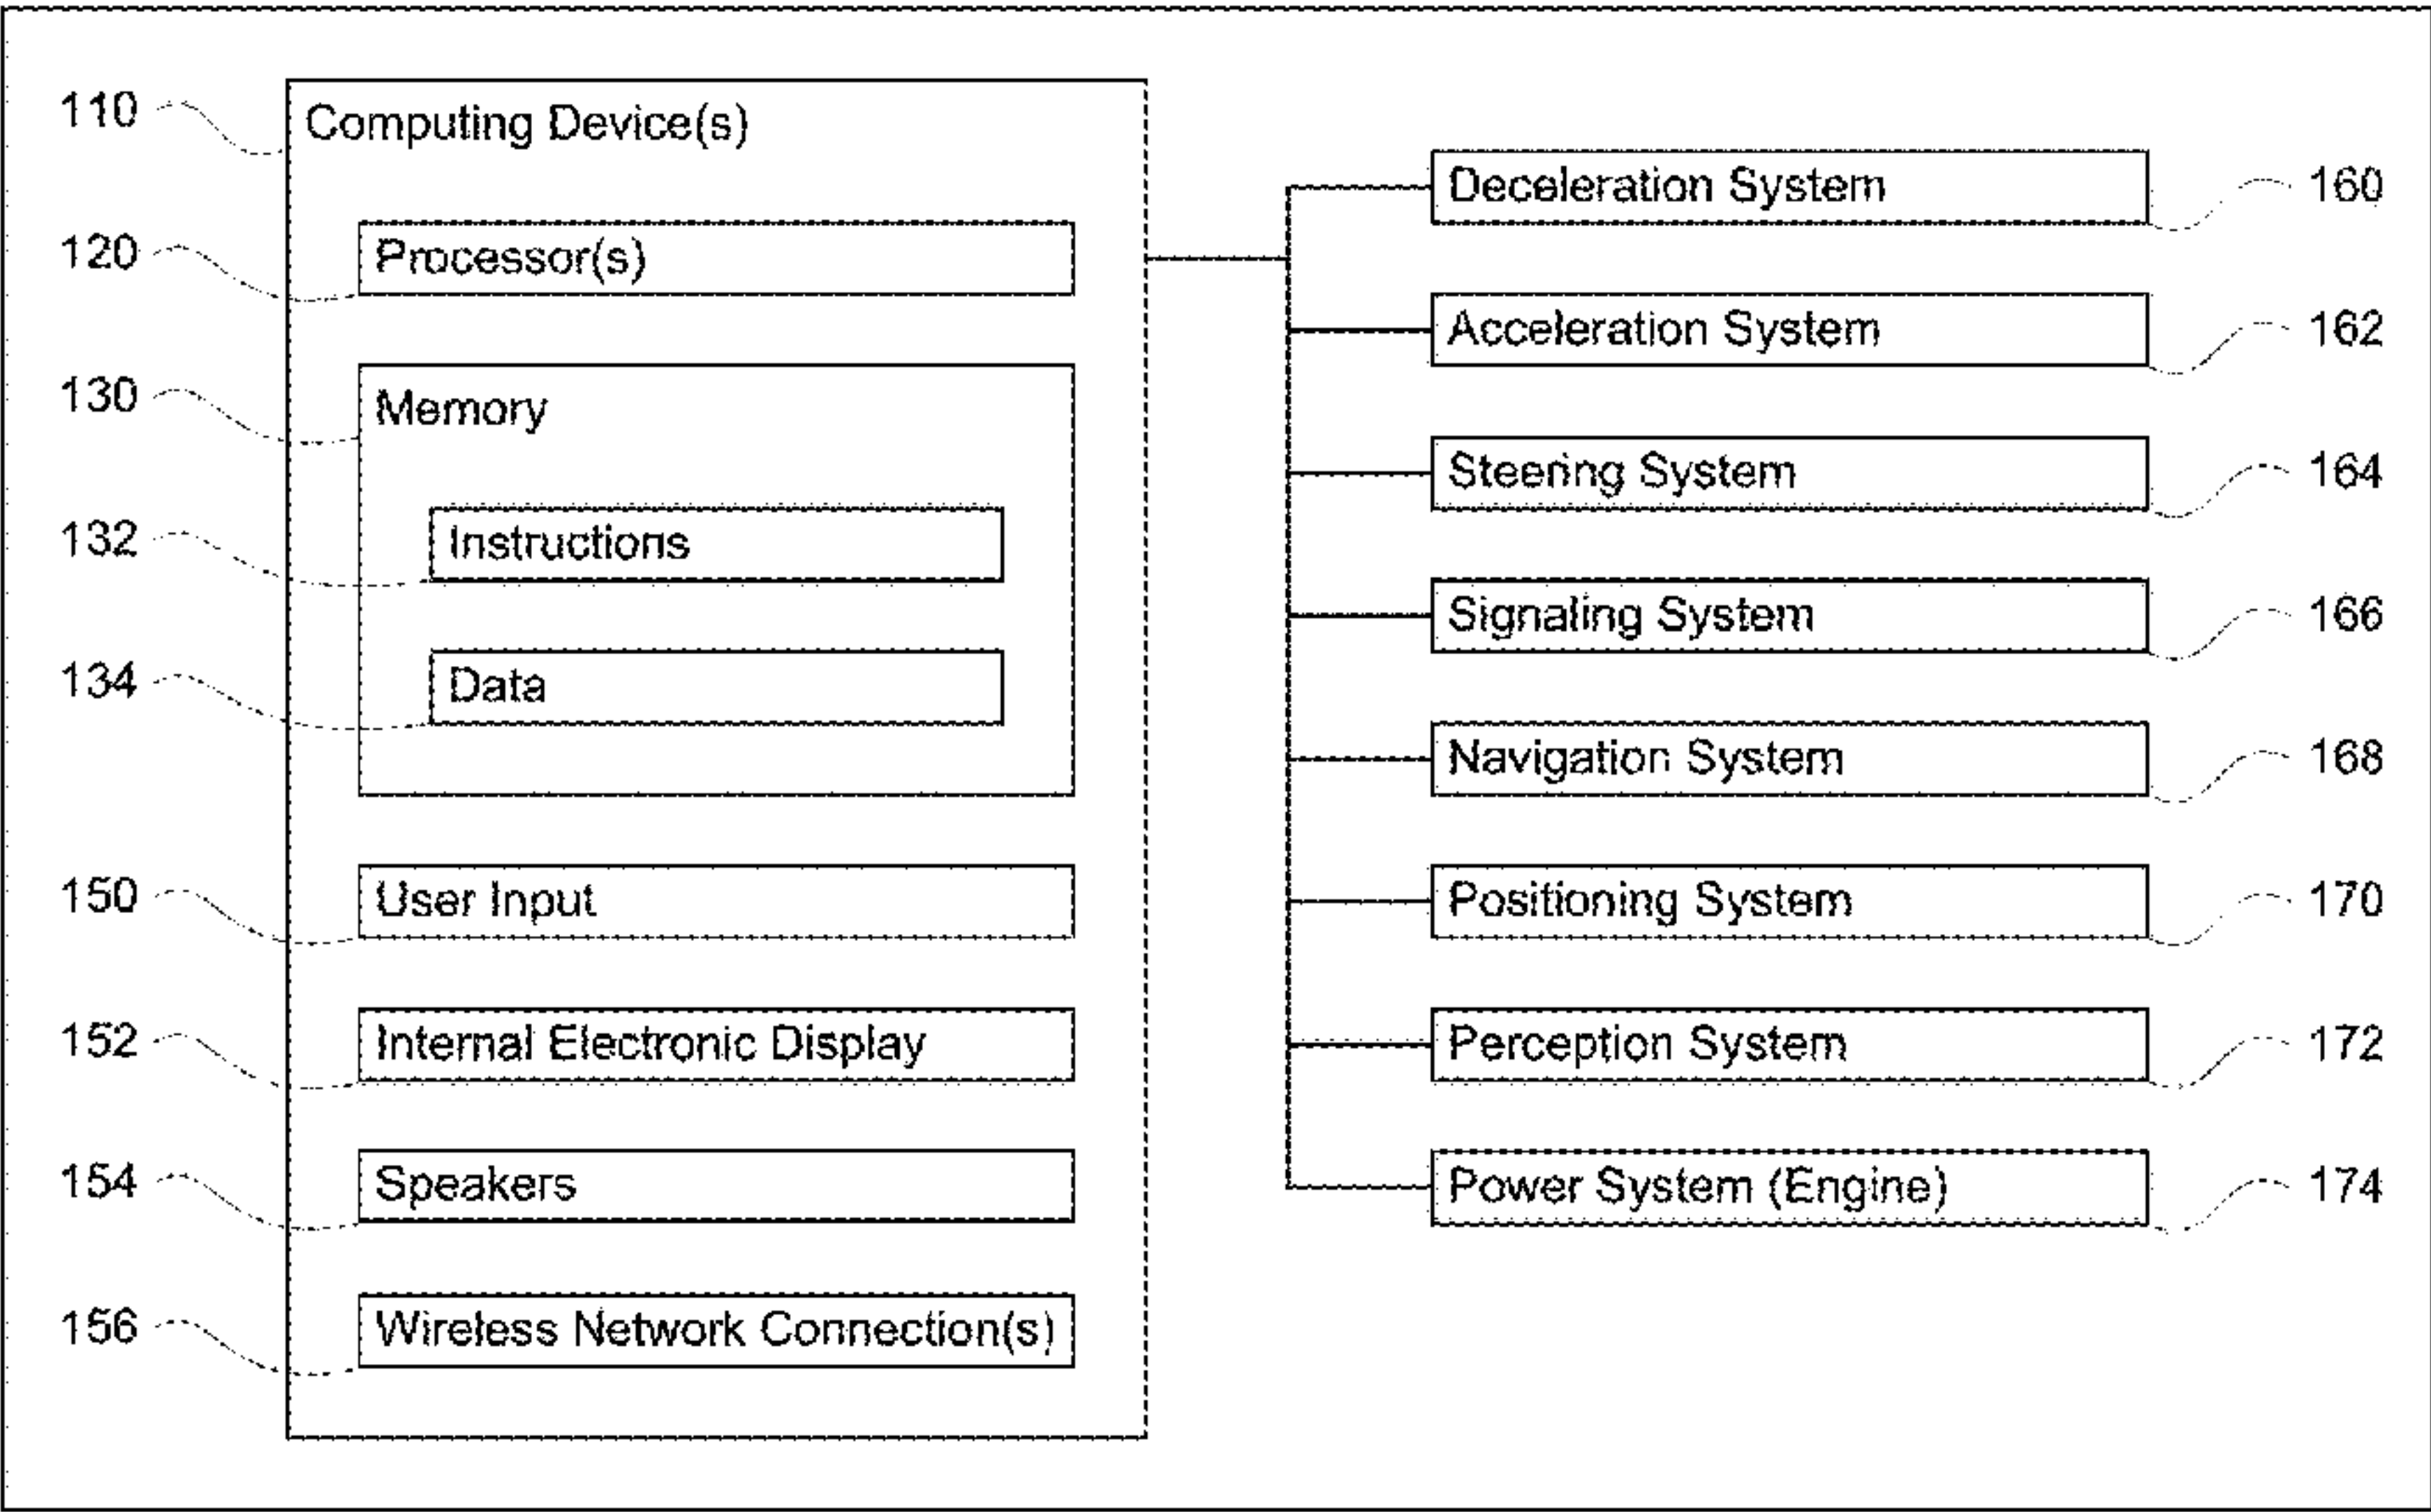 110
Computing Device(s)
120
Processor(s)
130
Memory
132
Instructions
134
Data
150
User Input
152
Internal Electronic Display
154
Speakers
156
Wireless Network Connection(s)
Deceleration System
160
Acceleration System
162
Steering System
164
Signaling System
166
Navigation System
168
Positioning System
170
Perception System
172
Power System (Engine)
174